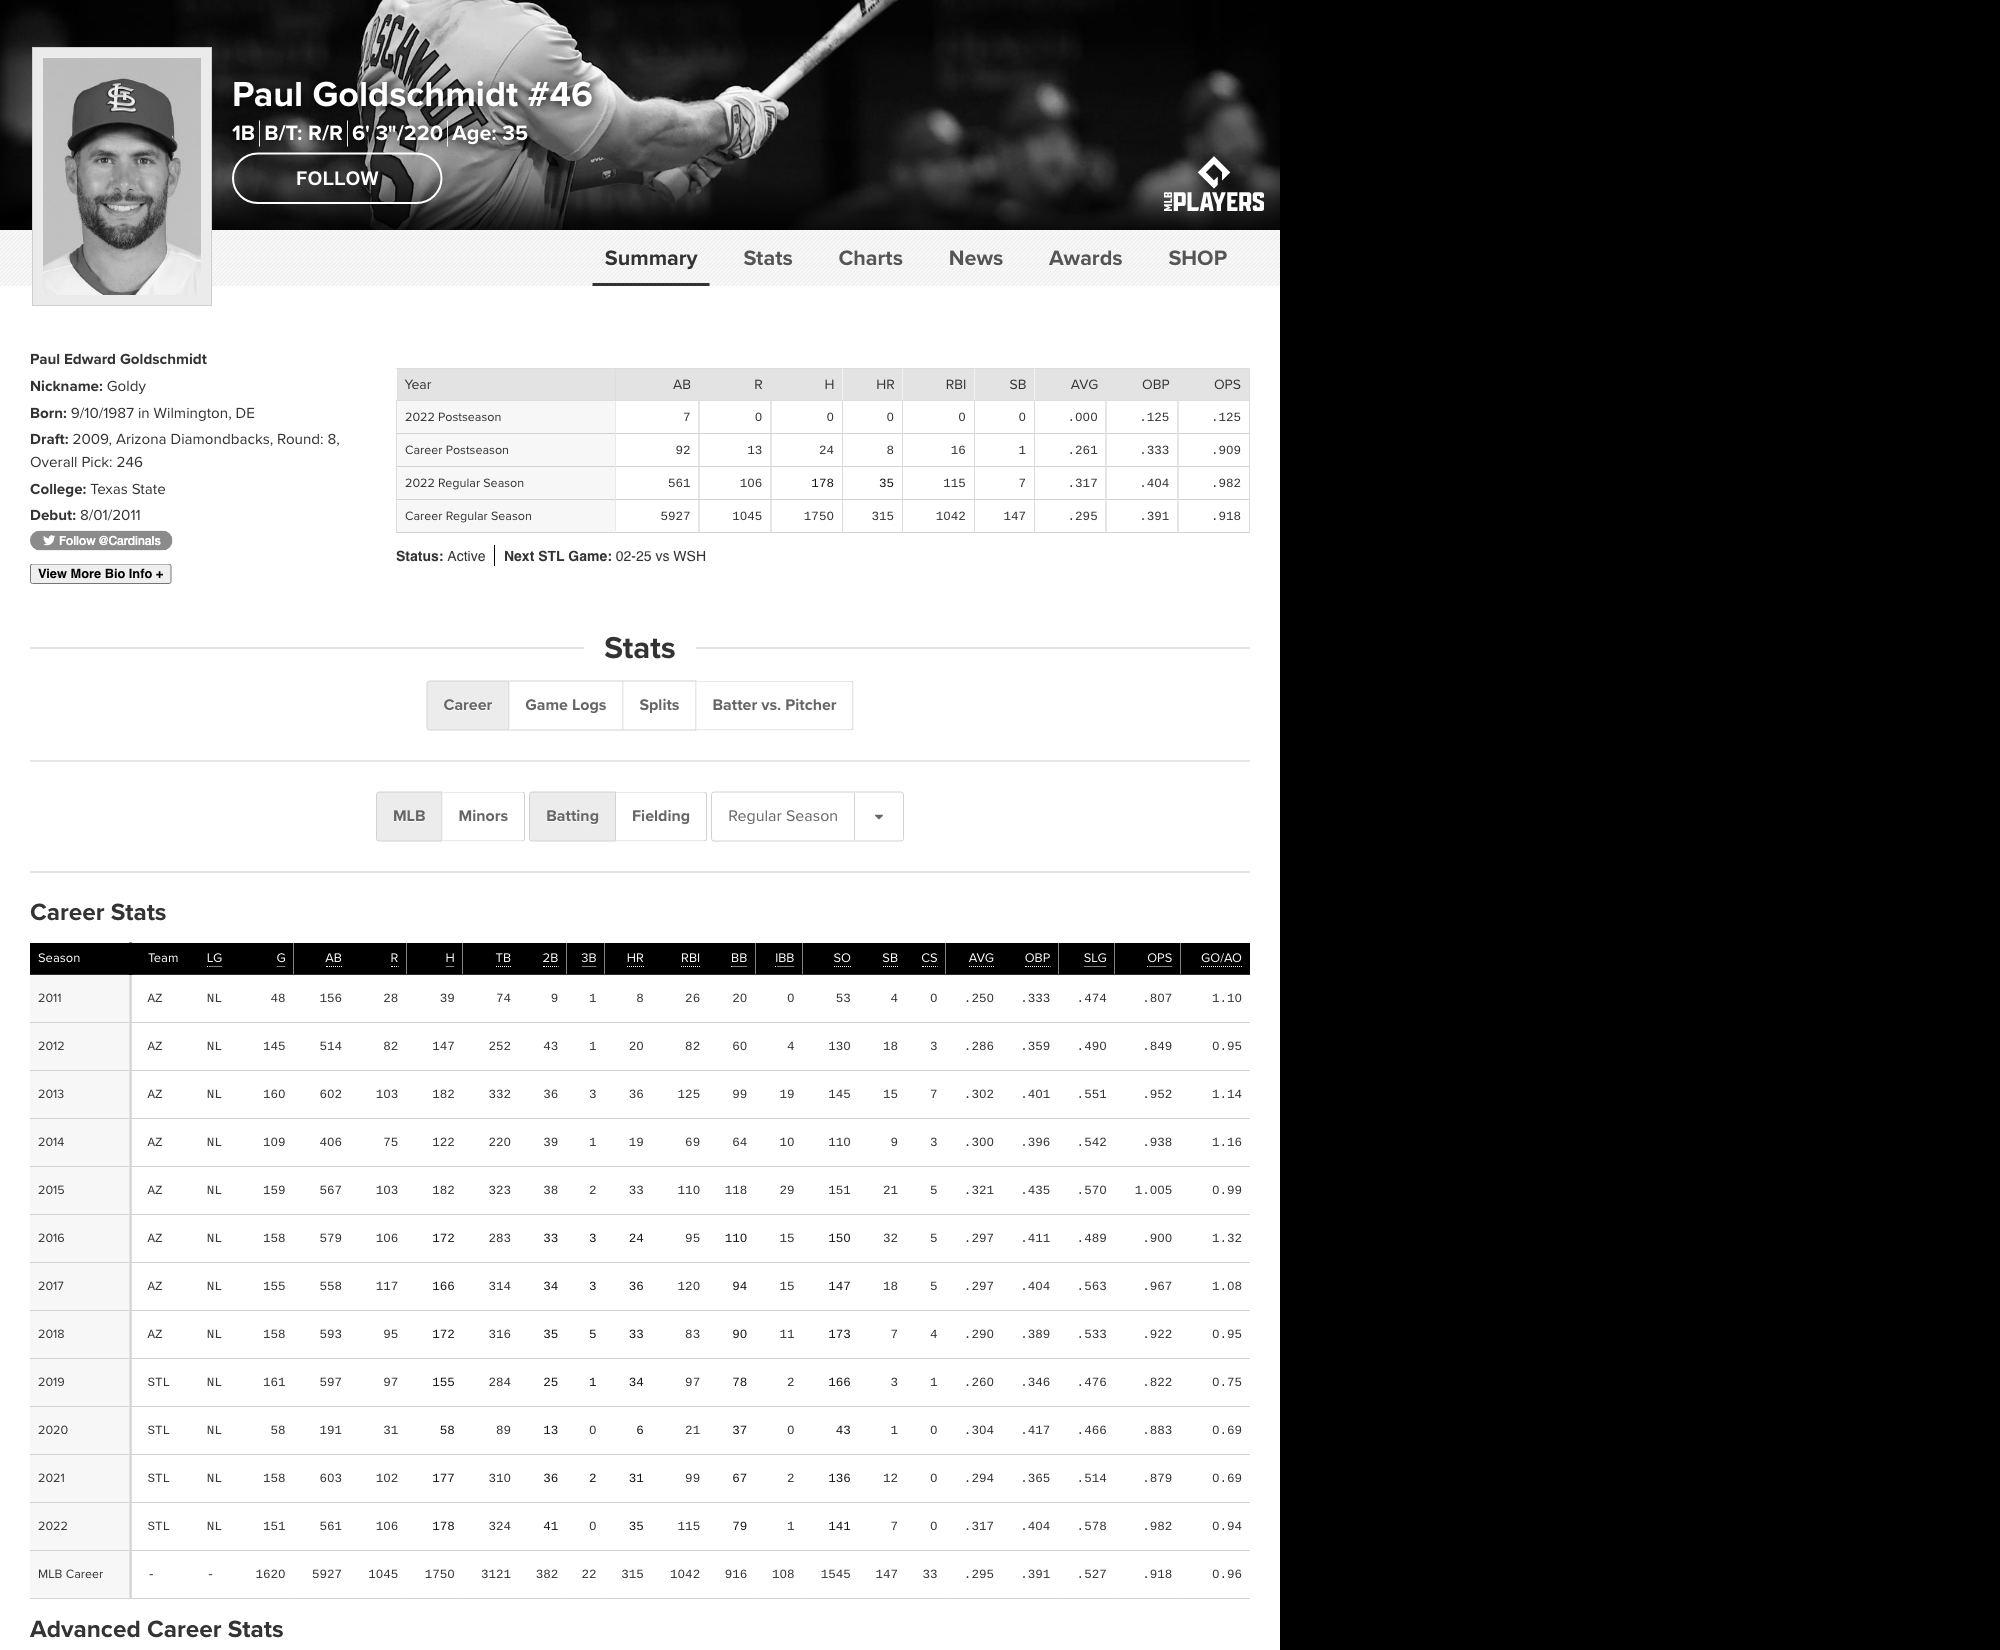 Paul Goldschmidt #46
1B B/T: R/R 6' 3"/220 Age: 35
FOLLOW
MLB PLAYERS
Summary Stats Charts News Awards SHOP
Paul Edward Goldschmidt
Nickname: Goldy
Born: 9/10/1987 in Wilmington, DE
Draft: 2009, Arizona Diamondbacks, Round: 8,
Overall Pick: 246
College: Texas State
Debut: 8/01/2011
Follow @Cardinals
View More Bio Info +
Year AB R H HR RBI SB AVG OBP OPS
2022 Postseason 7 0 0 0 0 0 .000 .125 .125
Career Postseason 92 13 24 8 16 1 .261 .333 .909
2022 Regular Season 561 106 178 35 115 7 .317 .404 .982
Career Regular Season 5927 1045 1750 315 1042 147 .295 .391 .918
Status: Active Next STL Game: 02-25 vs WSH
Stats
Career Game Logs Splits Batter vs. Pitcher
MLB Minors Batting Fielding Regular Season
Career Stats
Season Team LG G AB R H TB 2B 3B HR RBI BB IBB SO SB CS AVG OBP SLG OPS GO/AO
2011 AZ NL 48 156 28 39 74 9 1 8 26 20 0 53 4 0 .250 .333 .474 .807 1.10
2012 AZ NL 145 514 82 147 252 43 1 20 82 60 4 130 18 3 .286 .359 .490 .849 0.95
2013 AZ NL 160 602 103 182 332 36 3 36 125 99 19 145 15 7 .302 .401 .551 .952 1.14
2014 AZ NL 109 406 75 122 220 39 1 19 69 64 10 110 9 3 .300 .396 .542 .938 1.16
2015 AZ NL 159 567 103 182 323 38 2 33 110 118 29 151 21 5 .321 .435 .570 1.005 0.99
2016 AZ NL 158 579 106 172 283 33 3 24 95 110 15 150 32 5 .297 .411 .489 .900 1.32
2017 AZ NL 155 558 117 166 314 34 3 36 120 94 15 147 18 5 .297 .404 .563 .967 1.08
2018 AZ NL 158 593 95 172 316 35 5 33 83 90 11 173 7 4 .290 .389 .533 .922 0.95
2019 STL NL 161 597 97 155 284 25 1 34 97 78 2 166 3 1 .260 .346 .476 .822 0.75
2020 STL NL 58 191 31 58 89 13 0 6 21 37 0 43 1 0 .304 .417 .466 .883 0.69
2021 STL NL 158 603 102 177 310 36 2 31 99 67 2 136 12 0 .294 .365 .514 .879 0.69
2022 STL NL 151 561 106 178 324 41 0 35 115 79 1 141 7 0 .317 .404 .578 .982 0.94
MLB Career - - 1620 5927 1045 1750 3121 382 22 315 1042 916 108 1545 147 33 .295 .391 .527 .918 0.96
Advanced Career Stats